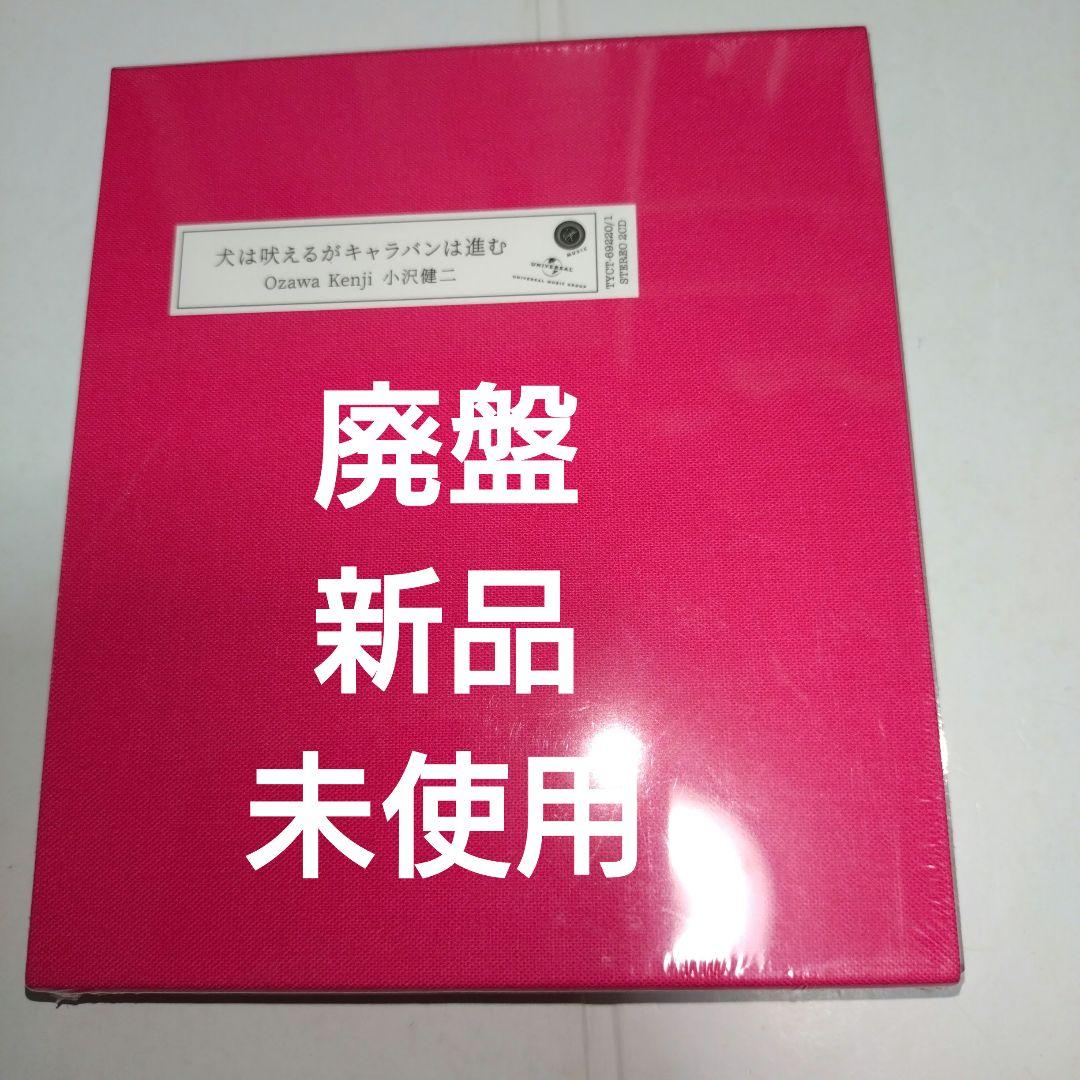 犬は吠えるがキャラバンは進む
Ozawa Kenji 小沢健二
MUSIC
UNIVERSAL
UNIVERSAL MUSIC GROUP
TYCT-69220/1
STEREO 2CD
廃盤
新品
未使用